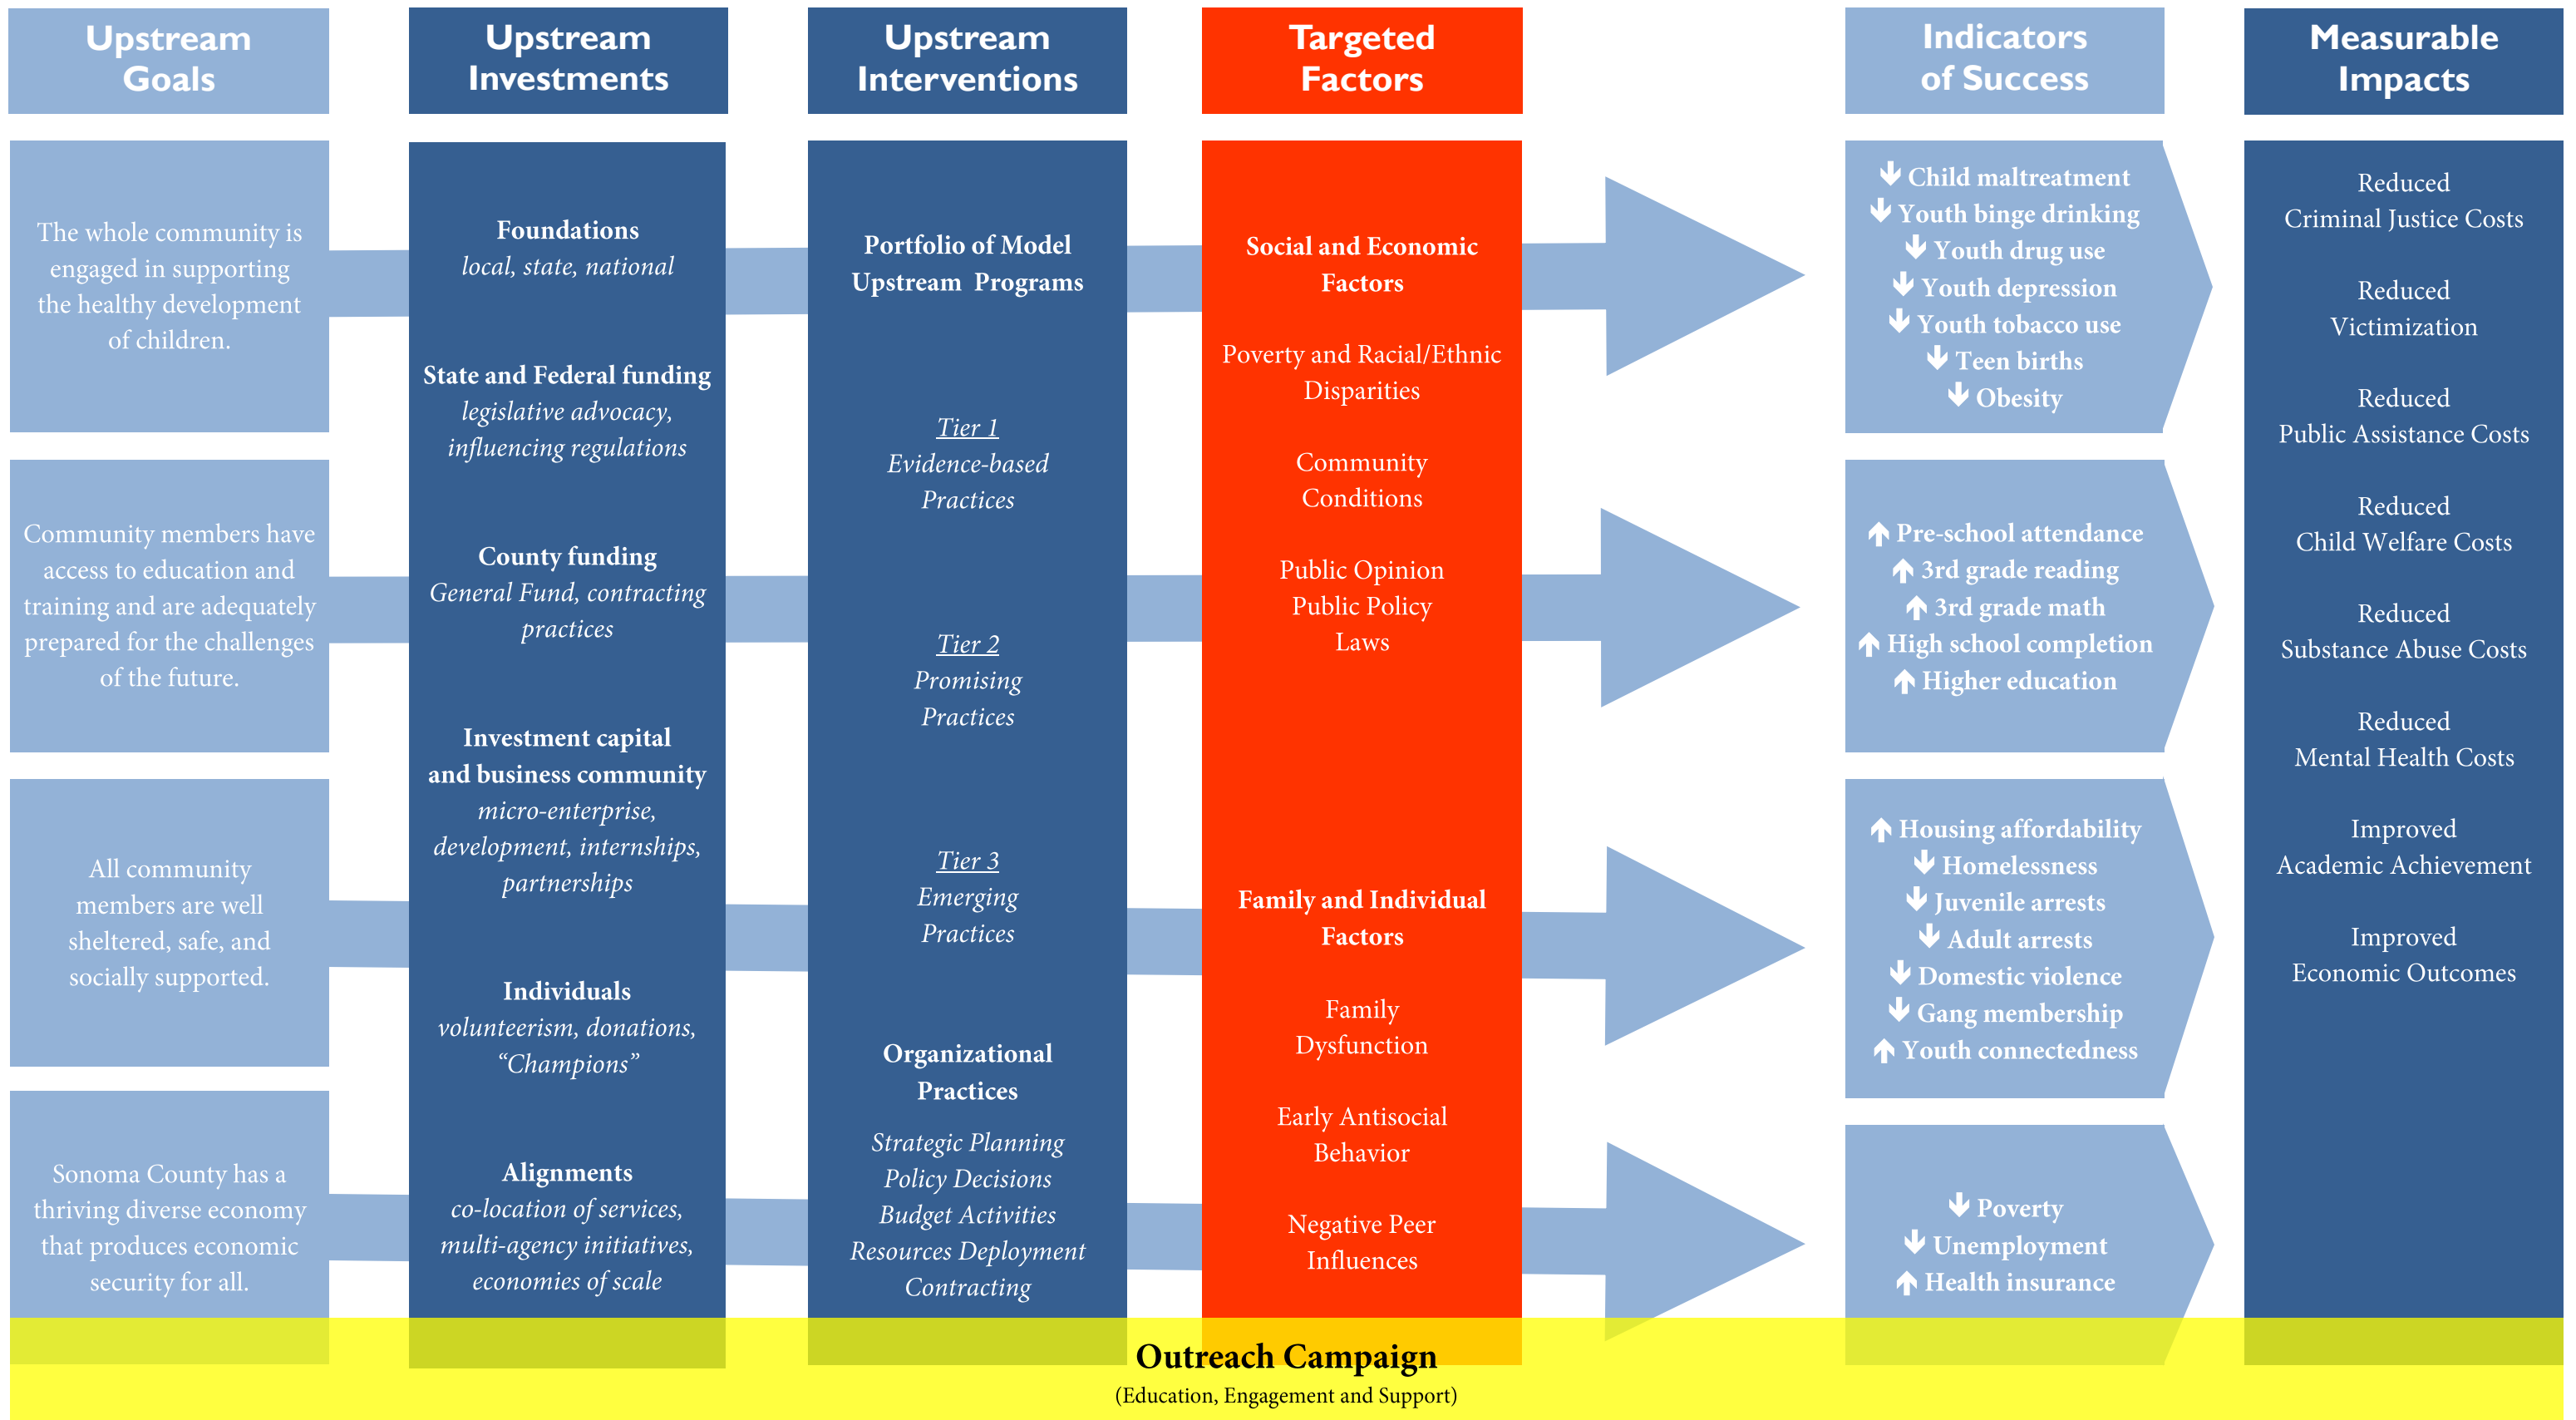 Upstream
Goals
The whole community is
engaged in supporting
the healthy development
of children.
Community members have
access to education and
training and are adequately
prepared for the challenges
of the future.
All community
members are well
sheltered, safe, and
socially supported.
Sonoma County has a
thriving diverse economy
that produces economic
security for all.
Upstream
Investments
Foundations
local, state, national
State and Federal funding
legislative advocacy,
influencing regulations
County funding
General Fund, contracting
practices
Investment capital
and business community
micro-enterprise,
development, internships,
partnerships
Individuals
volunteerism, donations,
“Champions”
Alignments
co-location of services,
multi-agency initiatives,
economies of scale
Upstream
Interventions
Portfolio of Model
Upstream Programs
Tier 1
Evidence-based
Practices
Tier 2
Promising
Practices
Tier 3
Emerging
Practices
Organizational
Practices
Strategic Planning
Policy Decisions
Budget Activities
Resources Deployment
Contracting
Targeted
Factors
Social and Economic
Factors
Poverty and Racial/Ethnic
Disparities
Community
Conditions
Public Opinion
Public Policy
Laws
Family and Individual
Factors
Family
Dysfunction
Early Antisocial
Behavior
Negative Peer
Influences
Indicators
of Success
🡻 Child maltreatment
🡻 Youth binge drinking
🡻 Youth drug use
🡻 Youth depression
🡻 Youth tobacco use
🡻 Teen births
🡻 Obesity
🡹 Pre-school attendance
🡹 3rd grade reading
🡹 3rd grade math
🡹 High school completion
🡹 Higher education
🡹 Housing affordability
🡻 Homelessness
🡻 Juvenile arrests
🡻 Adult arrests
🡻 Domestic violence
🡻 Gang membership
🡹 Youth connectedness
🡻 Poverty
🡻 Unemployment
🡹 Health insurance
Measurable
Impacts
Reduced
Criminal Justice Costs
Reduced
Victimization
Reduced
Public Assistance Costs
Reduced
Child Welfare Costs
Reduced
Substance Abuse Costs
Reduced
Mental Health Costs
Improved
Academic Achievement
Improved
Economic Outcomes
Outreach Campaign
(Education, Engagement and Support)